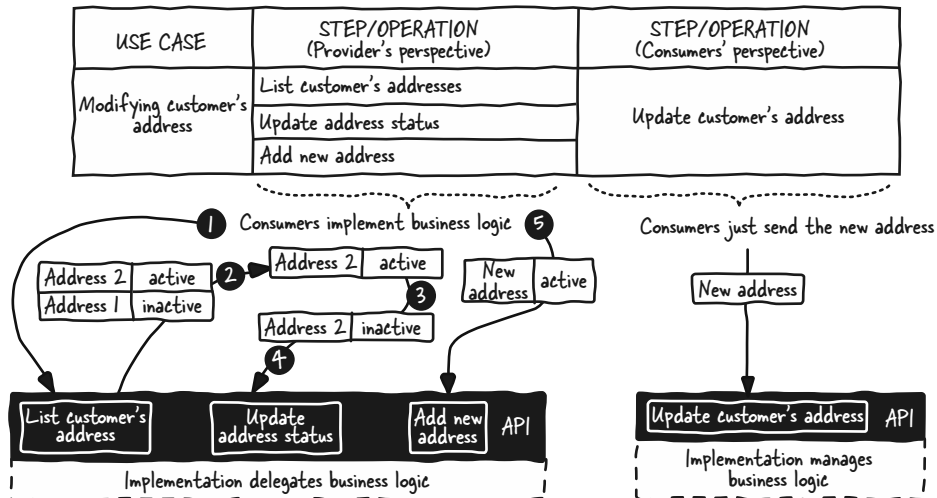 USE CASE
STEP/OPERATION
(Provider's perspective)
STEP/OPERATION
(Consumers' perspective)
Modifying customer's
address
List customer's addresses
Update address status
Add new address
Update customer's address
1
Consumers implement business logic
5
Consumers just send the new address
Address 2 active
Address 1 inactive
2
Address 2 active
3
Address 2 inactive
4
New
address
active
New address
List customer's
address
Update
address status
Add new
address
API
Implementation delegates business logic
Update customer's address
API
Implementation manages
business logic